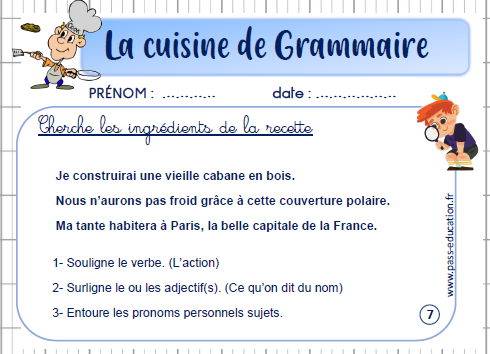 La cuisine de Grammaire
PRÉNOM : ............... date : ..................
Cherche les ingrédients de la recette
Je construirai une vieille cabane en bois.
Nous n'aurons pas froid grâce à cette couverture polaire.
Ma tante habitera à Paris, la belle capitale de la France.
1- Souligne le verbe. (L'action)
2- Surligne le ou les adjectif(s). (Ce qu'on dit du nom)
3- Entoure les pronoms personnels sujets.
7
www.pass-education.fr